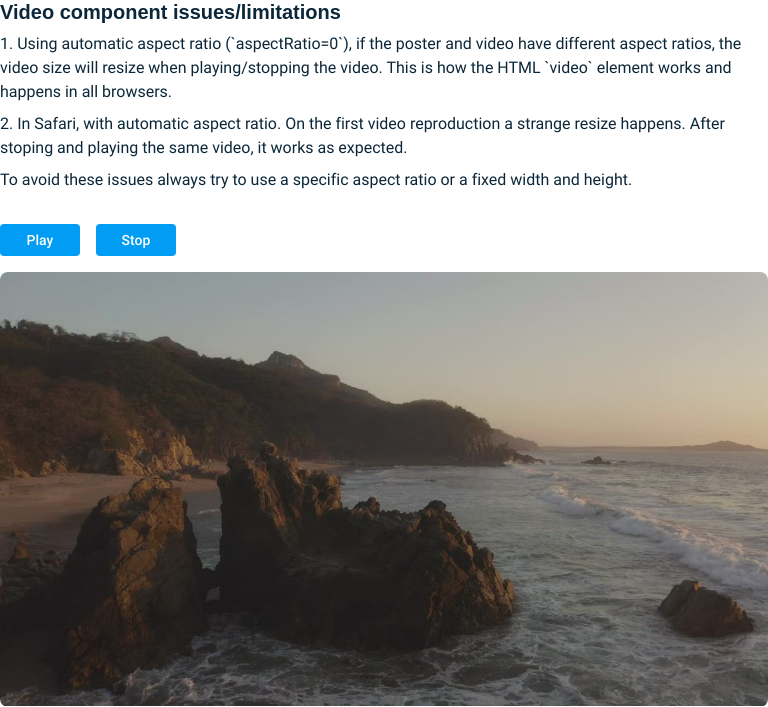 Video component issues/limitations
1. Using automatic aspect ratio (`aspectRatio=0`), if the poster and video have different aspect ratios, the
video size will resize when playing/stopping the video. This is how the HTML `video` element works and
happens in all browsers.
2. In Safari, with automatic aspect ratio. On the first video reproduction a strange resize happens. After
stoping and playing the same video, it works as expected.
To avoid these issues always try to use a specific aspect ratio or a fixed width and height.
Play
Stop